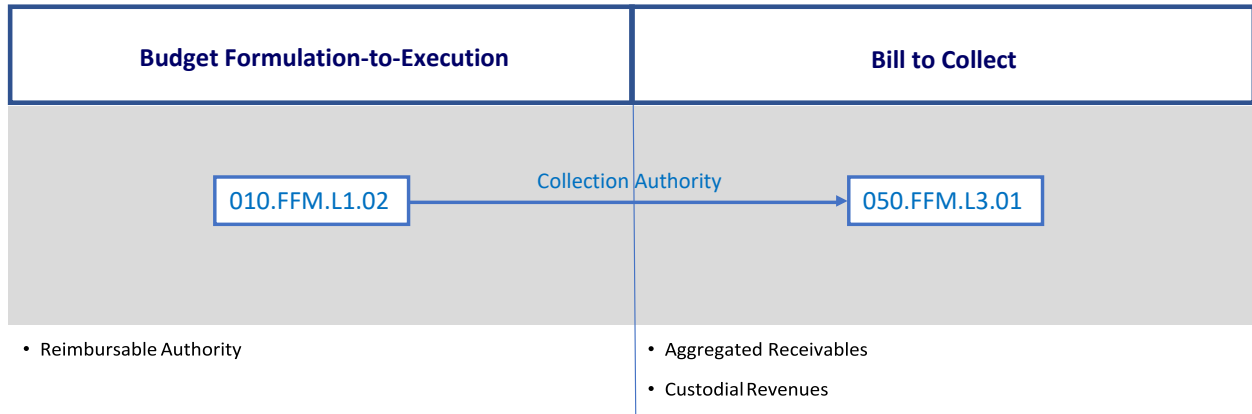 Budget Formulation-to-Execution
Bill to Collect
Collection Authority
010.FFM.L1.02
050.FFM.L3.01
• Reimbursable Authority
• Aggregated Receivables
• Custodial Revenues